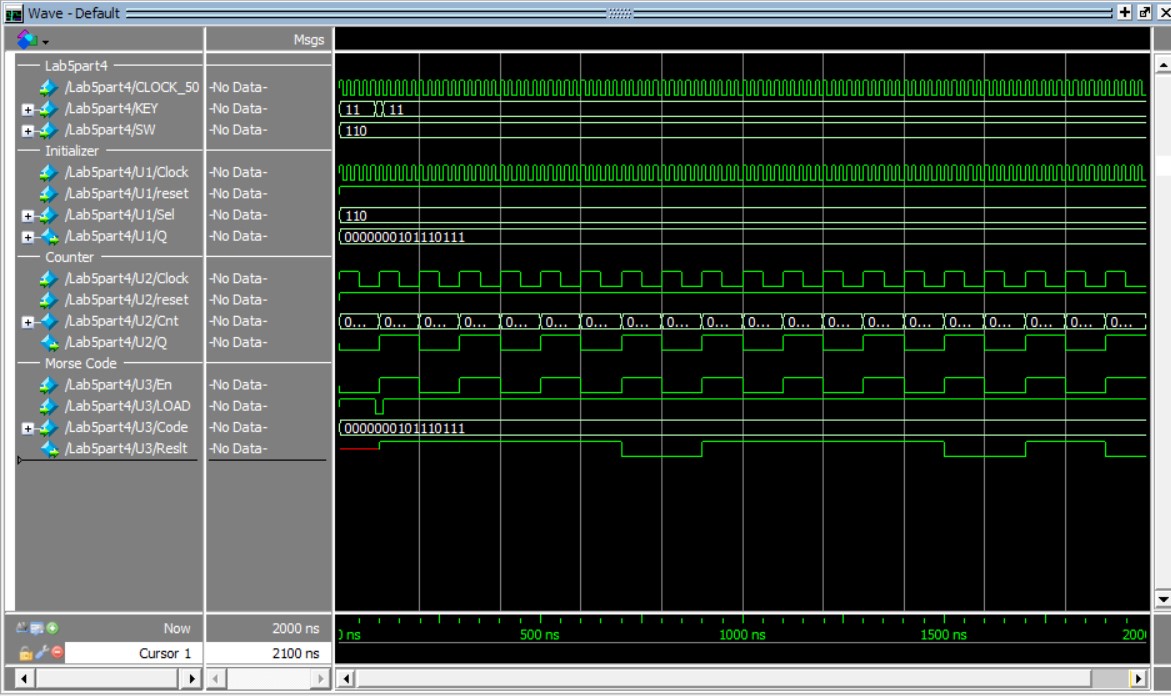 Wave - Default
Msgs
Lab5part4
/Lab5part4/CLOCK_50 -No Data-
/Lab5part4/KEY -No Data- 11 11
/Lab5part4/SW -No Data- 110
Initializer
/Lab5part4/U1/Clock -No Data-
/Lab5part4/U1/reset -No Data-
/Lab5part4/U1/Sel -No Data- 110
/Lab5part4/U1/Q -No Data- 0000000101110111
Counter
/Lab5part4/U2/Clock -No Data-
/Lab5part4/U2/reset -No Data-
/Lab5part4/U2/Cnt -No Data- 0... 0... 0... 0... 0... 0... 0... 0... 0... 0... 0... 0... 0... 0... 0... 0... 0... 0... 0... 0...
/Lab5part4/U2/Q -No Data-
Morse Code
/Lab5part4/U3/En -No Data-
/Lab5part4/U3/LOAD -No Data-
/Lab5part4/U3/Code -No Data- 0000000101110111
/Lab5part4/U3/Reslt -No Data-
Now 2000 ns ns 500 ns 1000 ns 1500 ns 200
Cursor 1 2100 ns